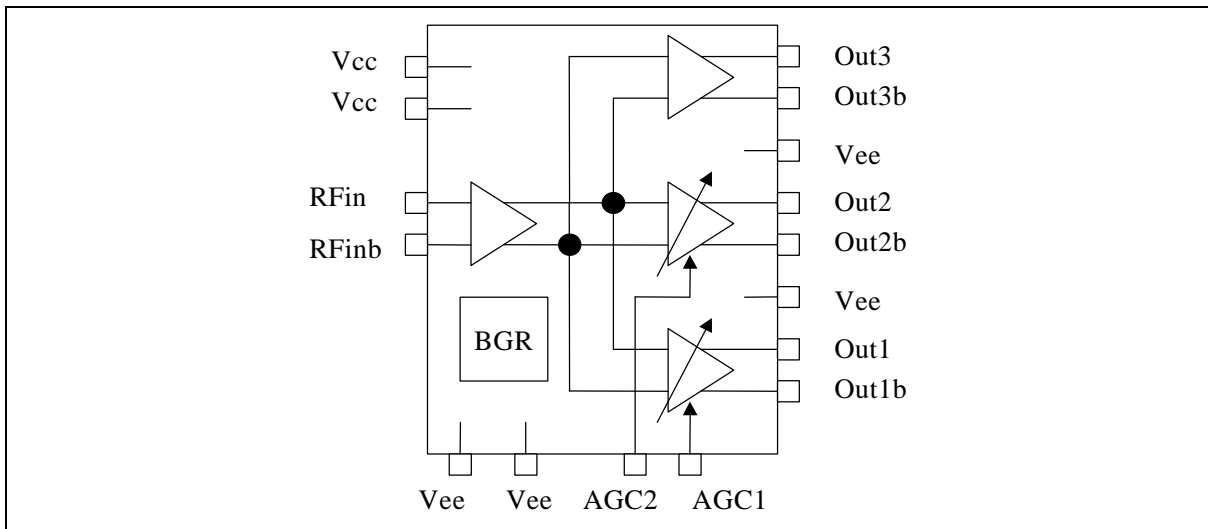 Vcc
Vcc
RFin
RFinb
BGR
Out3
Out3b
Vee
Out2
Out2b
Vee
Out1
Out1b
Vee
Vee
AGC2
AGC1